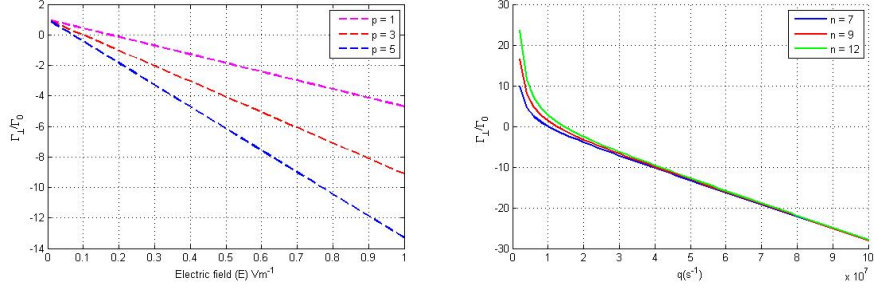 2
0
-2
-4
-6
-8
-10
-12
-14
0 0.1 0.2 0.3 0.4 0.5 0.6 0.7 0.8 0.9 1
Γ⊥/Γ0
Electric field (E) Vm-1
p = 1
p = 3
p = 5
30
20
10
0
-10
-20
-30
0 1 2 3 4 5 6 7 8 9 10
x 10^7
Γ⊥/Γ0
q(s-1)
n = 7
n = 9
n = 12